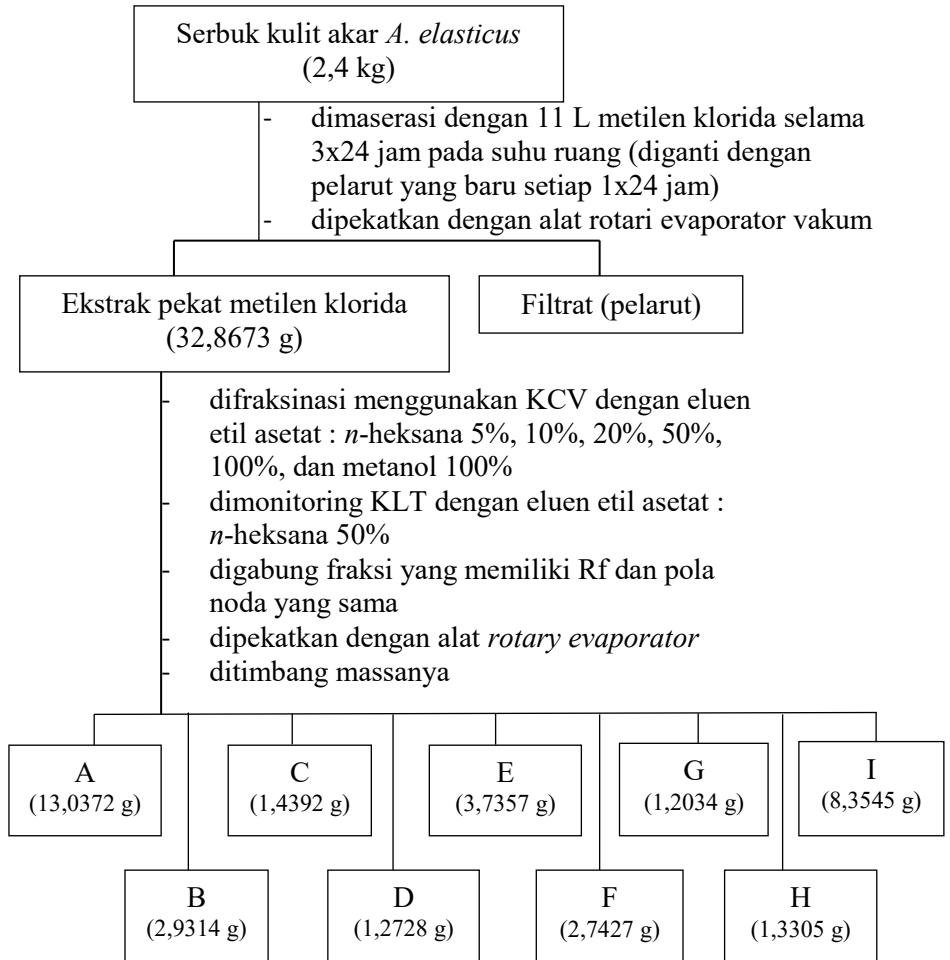 Serbuk kulit akar A. elasticus
(2,4 kg)
- dimaserasi dengan 11 L metilen klorida selama
3x24 jam pada suhu ruang (diganti dengan
pelarut yang baru setiap 1x24 jam)
- dipekatkan dengan alat rotari evaporator vakum
Ekstrak pekat metilen klorida
(32,8673 g)
Filtrat (pelarut)
- difraksinasi menggunakan KCV dengan eluen
etil asetat : n-heksana 5%, 10%, 20%, 50%,
100%, dan metanol 100%
- dimonitoring KLT dengan eluen etil asetat :
n-heksana 50%
- digabung fraksi yang memiliki Rf dan pola
noda yang sama
- dipekatkan dengan alat rotary evaporator
- ditimbang massanya
A
(13,0372 g)
C
(1,4392 g)
E
(3,7357 g)
G
(1,2034 g)
I
(8,3545 g)
B
(2,9314 g)
D
(1,2728 g)
F
(2,7427 g)
H
(1,3305 g)